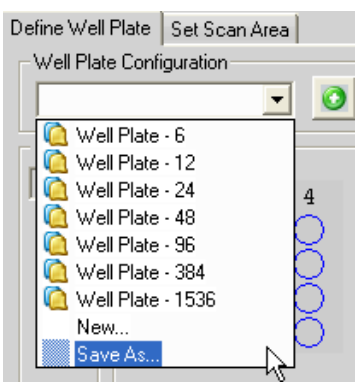 Define Well Plate Set Scan Area
Well Plate Configuration
Well Plate - 6
Well Plate - 12
Well Plate - 24
Well Plate - 48
Well Plate - 96
Well Plate - 384
Well Plate - 1536
New...
Save As...
4